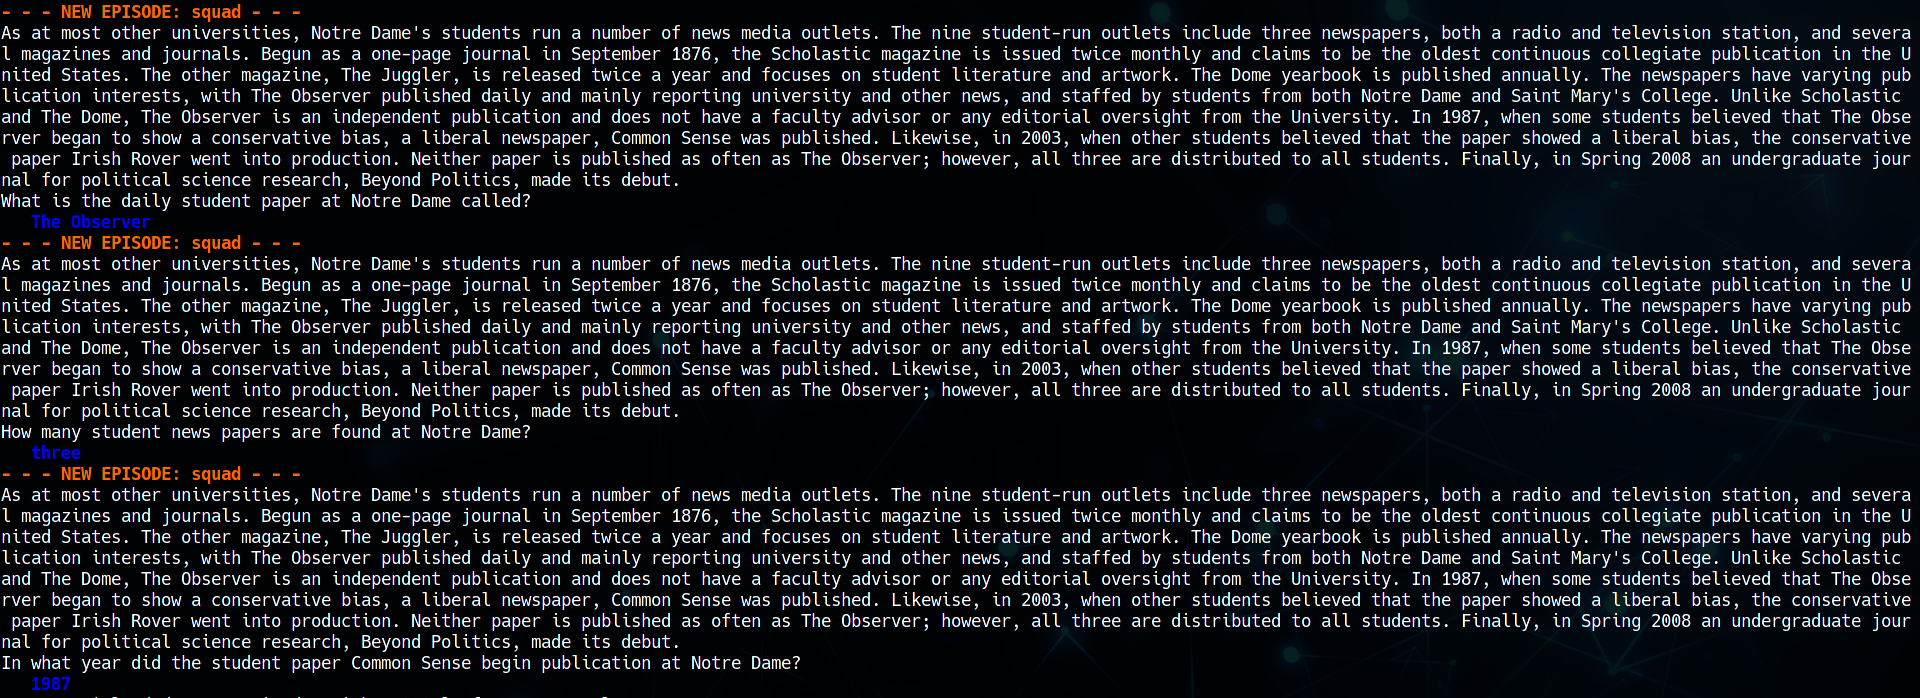 - - - NEW EPISODE: squad - - -
As at most other universities, Notre Dame's students run a number of news media outlets. The nine student-run outlets include three newspapers, both a radio and television station, and severa
l magazines and journals. Begun as a one-page journal in September 1876, the Scholastic magazine is issued twice monthly and claims to be the oldest continuous collegiate publication in the U
nited States. The other magazine, The Juggler, is released twice a year and focuses on student literature and artwork. The Dome yearbook is published annually. The newspapers have varying pub
lication interests, with The Observer published daily and mainly reporting university and other news, and staffed by students from both Notre Dame and Saint Mary's College. Unlike Scholastic
and The Dome, The Observer is an independent publication and does not have a faculty advisor or any editorial oversight from the University. In 1987, when some students believed that The Obse
rver began to show a conservative bias, a liberal newspaper, Common Sense was published. Likewise, in 2003, when other students believed that the paper showed a liberal bias, the conservative
paper Irish Rover went into production. Neither paper is published as often as The Observer; however, all three are distributed to all students. Finally, in Spring 2008 an undergraduate jour
nal for political science research, Beyond Politics, made its debut.
What is the daily student paper at Notre Dame called?
The Observer
- - - NEW EPISODE: squad - - -
As at most other universities, Notre Dame's students run a number of news media outlets. The nine student-run outlets include three newspapers, both a radio and television station, and severa
l magazines and journals. Begun as a one-page journal in September 1876, the Scholastic magazine is issued twice monthly and claims to be the oldest continuous collegiate publication in the U
nited States. The other magazine, The Juggler, is released twice a year and focuses on student literature and artwork. The Dome yearbook is published annually. The newspapers have varying pub
lication interests, with The Observer published daily and mainly reporting university and other news, and staffed by students from both Notre Dame and Saint Mary's College. Unlike Scholastic
and The Dome, The Observer is an independent publication and does not have a faculty advisor or any editorial oversight from the University. In 1987, when some students believed that The Obse
rver began to show a conservative bias, a liberal newspaper, Common Sense was published. Likewise, in 2003, when other students believed that the paper showed a liberal bias, the conservative
paper Irish Rover went into production. Neither paper is published as often as The Observer; however, all three are distributed to all students. Finally, in Spring 2008 an undergraduate jour
nal for political science research, Beyond Politics, made its debut.
How many student news papers are found at Notre Dame?
three
- - - NEW EPISODE: squad - - -
As at most other universities, Notre Dame's students run a number of news media outlets. The nine student-run outlets include three newspapers, both a radio and television station, and severa
l magazines and journals. Begun as a one-page journal in September 1876, the Scholastic magazine is issued twice monthly and claims to be the oldest continuous collegiate publication in the U
nited States. The other magazine, The Juggler, is released twice a year and focuses on student literature and artwork. The Dome yearbook is published annually. The newspapers have varying pub
lication interests, with The Observer published daily and mainly reporting university and other news, and staffed by students from both Notre Dame and Saint Mary's College. Unlike Scholastic
and The Dome, The Observer is an independent publication and does not have a faculty advisor or any editorial oversight from the University. In 1987, when some students believed that The Obse
rver began to show a conservative bias, a liberal newspaper, Common Sense was published. Likewise, in 2003, when other students believed that the paper showed a liberal bias, the conservative
paper Irish Rover went into production. Neither paper is published as often as The Observer; however, all three are distributed to all students. Finally, in Spring 2008 an undergraduate jour
nal for political science research, Beyond Politics, made its debut.
In what year did the student paper Common Sense begin publication at Notre Dame?
1987